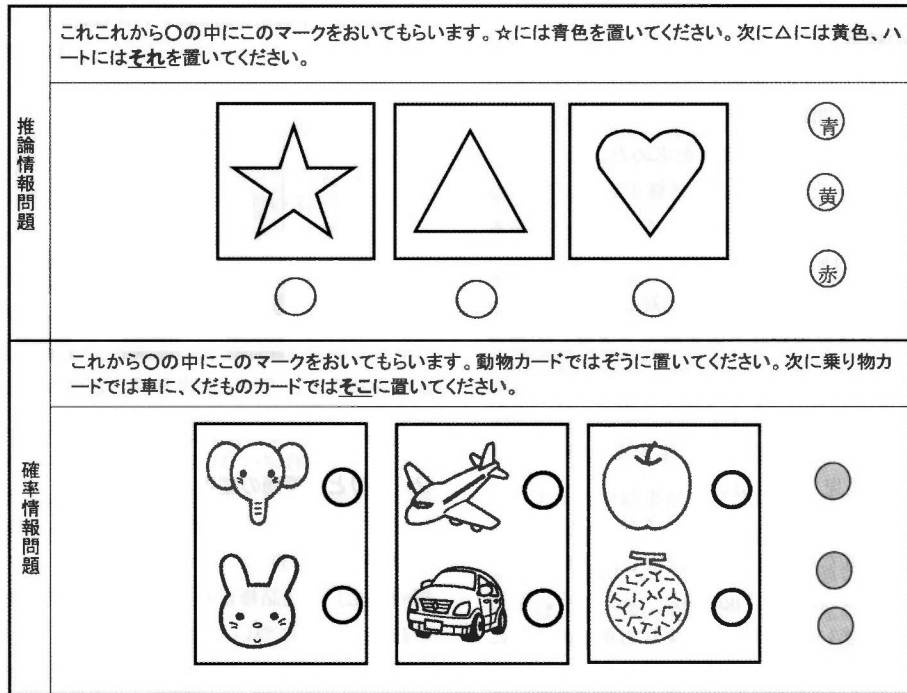 推論情報問題
これこれから〇の中にこのマークをおいてもらいます。☆には青色を置いてください。次に△には黄色、ハ
ートにはそれを置いてください。
青
黄
赤
確率情報問題
これから〇の中にこのマークをおいてもらいます。動物カードではぞうに置いてください。次に乗り物カ
ードでは車に、くだものカードではそこに置いてください。